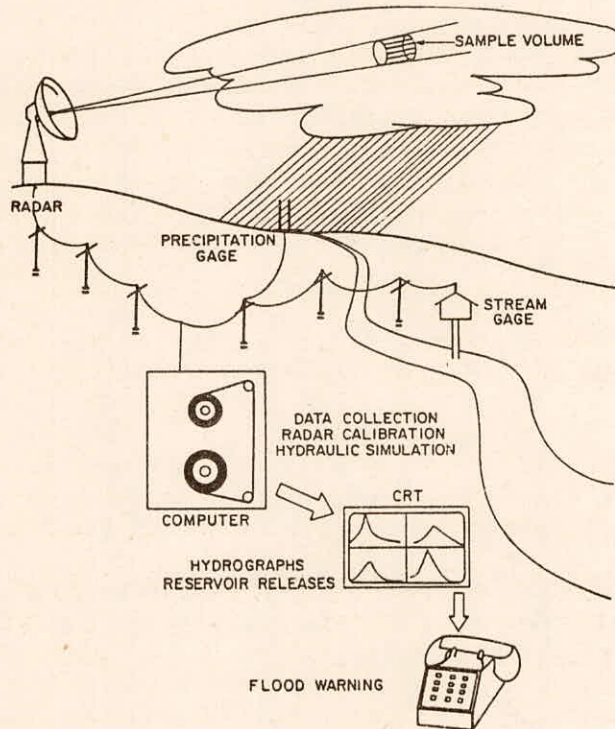 SAMPLE VOLUME
RADAR
PRECIPITATION
GAGE
STREAM
GAGE
DATA COLLECTION
RADAR CALIBRATION
HYDRAULIC SIMULATION
COMPUTER
CRT
HYDROGRAPHS
RESERVOIR RELEASES
FLOOD WARNING